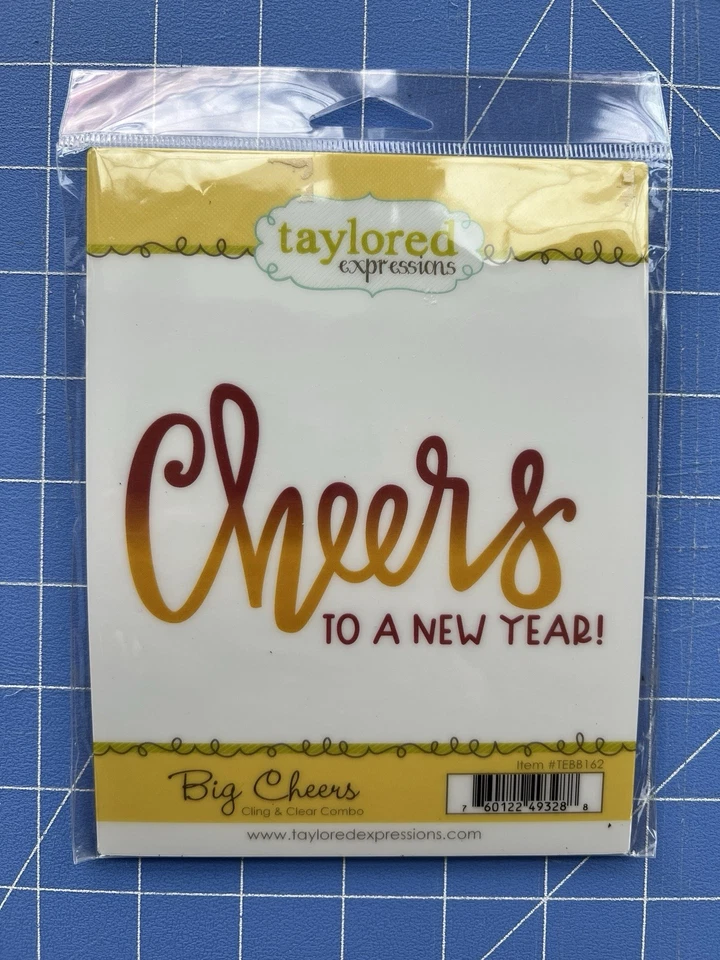 taylored
expressions
Cheers
TO A NEW YEAR!
Item #TEBB162
Big Cheers
Cling & Clear Combo
7 60122 49328 8
www.tayloredexpressions.com